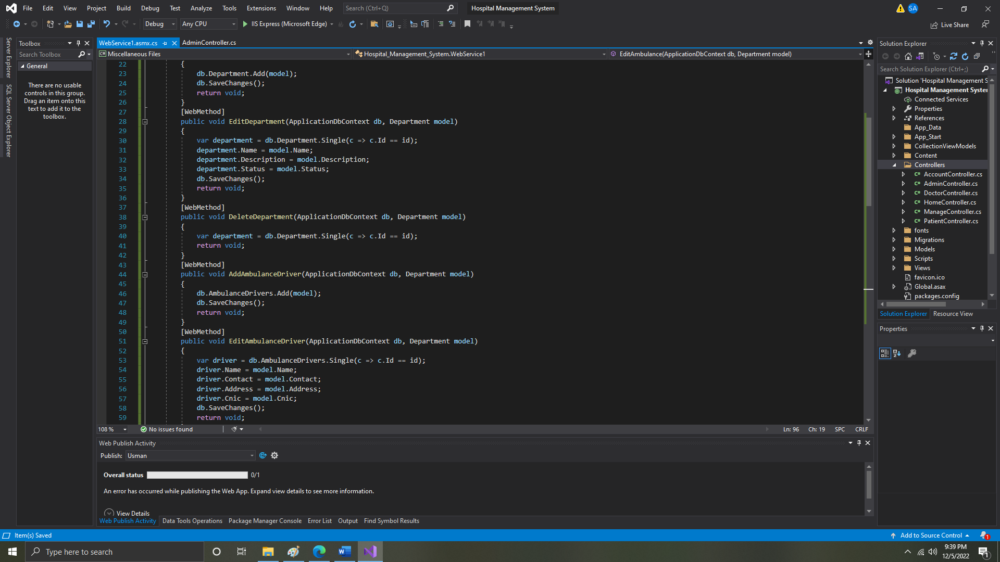 File Edit View Project Build Debug Test Analyze Tools Extensions Window Help Search (Ctrl+Q) Hospital Management System SA
Debug Any CPU IIS Express (Microsoft Edge) Live Share
Server Explorer
SQL Server Object Explorer
Toolbox
Search Toolbox
General
There are no usable
controls in this group.
Drag an item onto this
text to add it to the
toolbox.
WebService1.asmx.cs AdminController.cs
C# Miscellaneous Files Hospital_Management_System.WebService1 EditAmbulance(ApplicationDbContext db, Department model)
22 {
23 db.Department.Add(model);
24 db.SaveChanges();
25 return void;
26 }
27 [WebMethod]
28 public void EditDepartment(ApplicationDbContext db, Department model)
29 {
30 var department = db.Department.Single(c => c.Id == id);
31 department.Name = model.Name;
32 department.Description = model.Description;
33 department.Status = model.Status;
34 db.SaveChanges();
35 return void;
36 }
37 [WebMethod]
38 public void DeleteDepartment(ApplicationDbContext db, Department model)
39 {
40 var department = db.Department.Single(c => c.Id == id);
41 return void;
42 }
43 [WebMethod]
44 public void AddAmbulanceDriver(ApplicationDbContext db, Department model)
45 {
46 db.AmbulanceDrivers.Add(model);
47 db.SaveChanges();
48 return void;
49 }
50 [WebMethod]
51 public void EditAmbulanceDriver(ApplicationDbContext db, Department model)
52 {
53 var driver = db.AmbulanceDrivers.Single(c => c.Id == id);
54 driver.Name = model.Name;
55 driver.Contact = model.Contact;
56 driver.Address = model.Address;
57 driver.Cnic = model.Cnic;
58 db.SaveChanges();
59 return void;
108 % No issues found Ln: 96 Ch: 19 SPC CRLF
Web Publish Activity
Publish: Usman
Overall status 0/1
An error has occurred while publishing the Web App. Expand view details to see more information.
View Details
Web Publish Activity Data Tools Operations Package Manager Console Error List Output Find Symbol Results
Solution Explorer
Search Solution Explorer (Ctrl+;)
Solution 'Hospital Management S
Hospital Management Syster
Connected Services
Properties
References
App_Data
App_Start
CollectionViewModels
Content
Controllers
C# AccountController.cs
C# AdminController.cs
C# DoctorController.cs
C# HomeController.cs
C# ManageController.cs
C# PatientController.cs
fonts
Migrations
Models
Scripts
Views
favicon.ico
Global.asax
packages.config
Solution Explorer Resource View
Properties
Item(s) Saved Add to Source Control 1
Type here to search 9:39 PM
12/5/2022 1